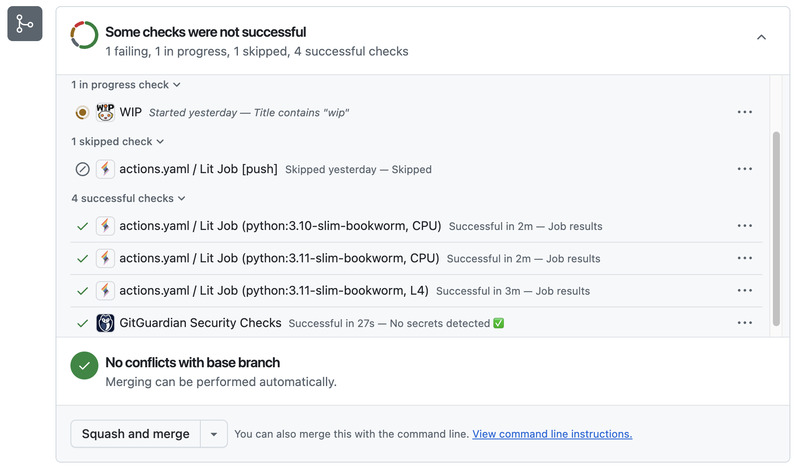 Some checks were not successful
1 failing, 1 in progress, 1 skipped, 4 successful checks
1 in progress check
WIP WIP Started yesterday — Title contains "wip"
1 skipped check
actions.yaml / Lit Job [push] Skipped yesterday — Skipped
4 successful checks
actions.yaml / Lit Job (python:3.10-slim-bookworm, CPU) Successful in 2m — Job results
actions.yaml / Lit Job (python:3.11-slim-bookworm, CPU) Successful in 2m — Job results
actions.yaml / Lit Job (python:3.11-slim-bookworm, L4) Successful in 3m — Job results
GitGuardian Security Checks Successful in 27s — No secrets detected ✅
No conflicts with base branch
Merging can be performed automatically.
Squash and merge You can also merge this with the command line. View command line instructions.